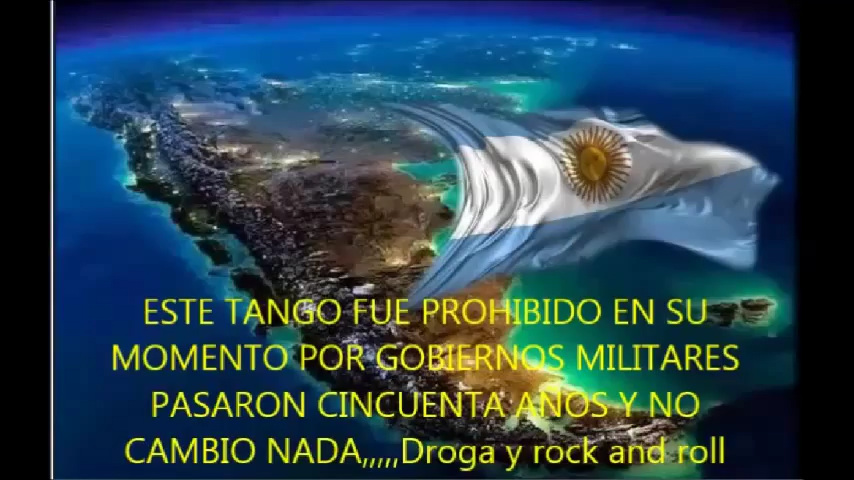 ESTE TANGO FUE PROHIBIDO EN SU
MOMENTO POR GOBIERNOS MILITARES
PASARON CINCUENTA AÑOS Y NO
CAMBIO NADA,,,,,Droga y rock and roll